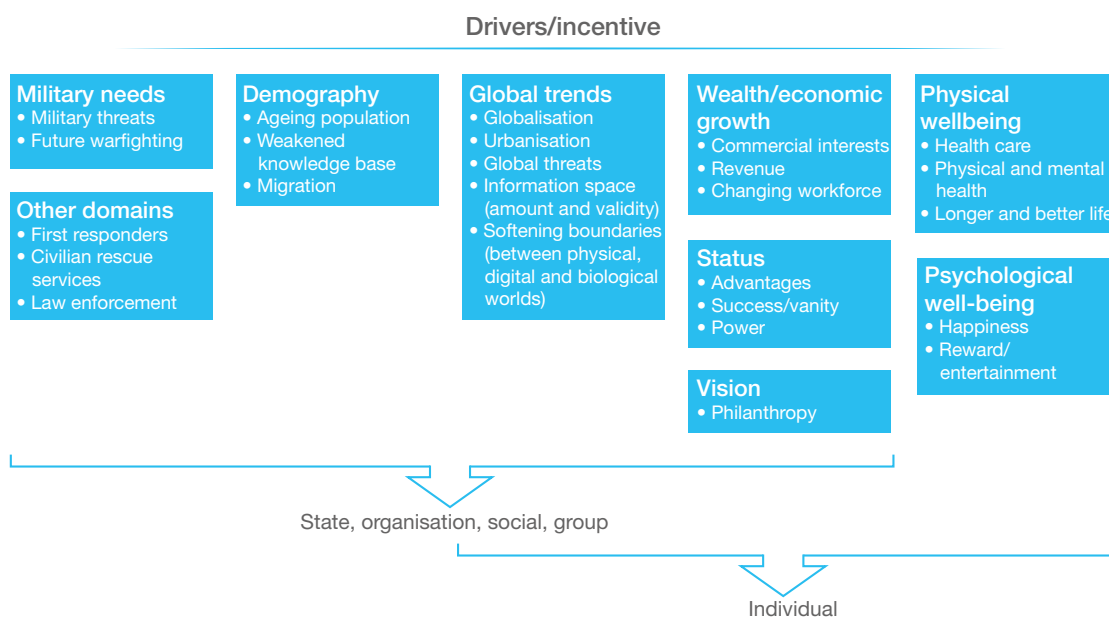 Drivers/incentive
Military needs
• Military threats
• Future warfighting
Other domains
• First responders
• Civilian rescue
services
• Law enforcement
Demography
• Ageing population
• Weakened
knowledge base
• Migration
Global trends
• Globalisation
• Urbanisation
• Global threats
• Information space
(amount and validity)
• Softening boundaries
(between physical,
digital and biological
worlds)
Wealth/economic
growth
• Commercial interests
• Revenue
• Changing workforce
Status
• Advantages
• Success/vanity
• Power
Vision
• Philanthropy
Physical
wellbeing
• Health care
• Physical and mental
health
• Longer and better life
Psychological
well-being
• Happiness
• Reward/
entertainment
State, organisation, social, group
Individual